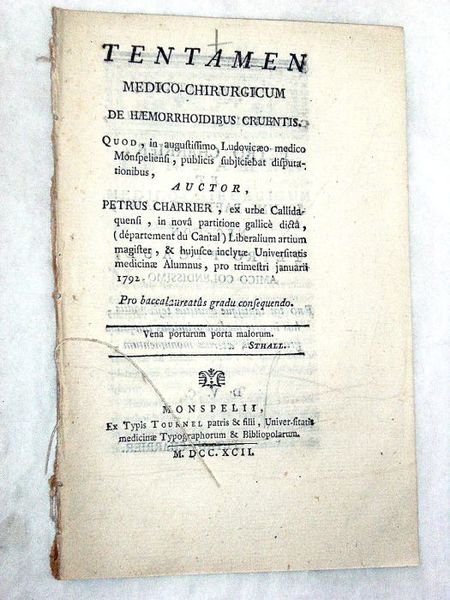 TENTAMEN
MEDICO-CHIRURGICUM
DE HÆMORRHOIDIBUS CRUENTIS.
QUOD, in augustissimo Ludovicæo medico
Monspeliensi, publicis subjiciebat disputa-
tionibus,
AUCTOR,
PETRUS CHARRIER, ex urbe Callida-
quensi, in novâ partitione gallicè dictâ,
(département du Cantal) Liberalium artium
magister, & hujusce inclytæ Universitatis
medicinæ Alumnus, pro trimestri januarii
1792.
Pro baccalaureatûs gradu consequendo.
Vena portarum porta malorum.
STHALL.
MONSPELII,
Ex Typis TOURNEL patris & filii, Univer-sitatis
medicinæ Typographorum & Bibliopolarum.
M. DCC. XCII.